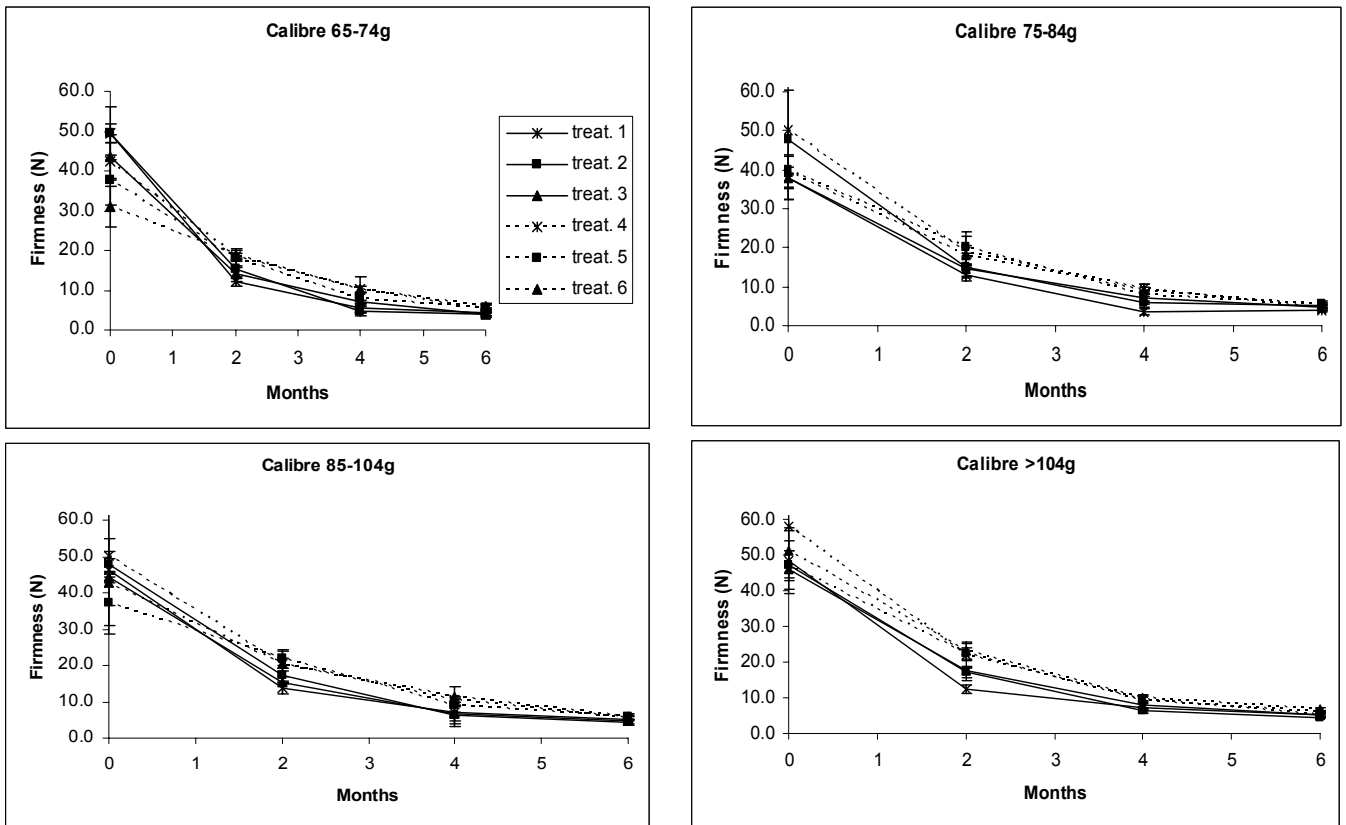 Calibre 65-74g
60.0
50.0
40.0
30.0
20.0
10.0
0.0
Firmness (N)
0 1 2 3 4 5 6
Months
treat. 1
treat. 2
treat. 3
treat. 4
treat. 5
treat. 6
Calibre 75-84g
60.0
50.0
40.0
30.0
20.0
10.0
0.0
Firmness (N)
0 1 2 3 4 5 6
Months
Calibre 85-104g
60.0
50.0
40.0
30.0
20.0
10.0
0.0
Firmness (N)
0 1 2 3 4 5 6
Months
Calibre >104g
60.0
50.0
40.0
30.0
20.0
10.0
0.0
Firmness (N)
0 1 2 3 4 5 6
Months